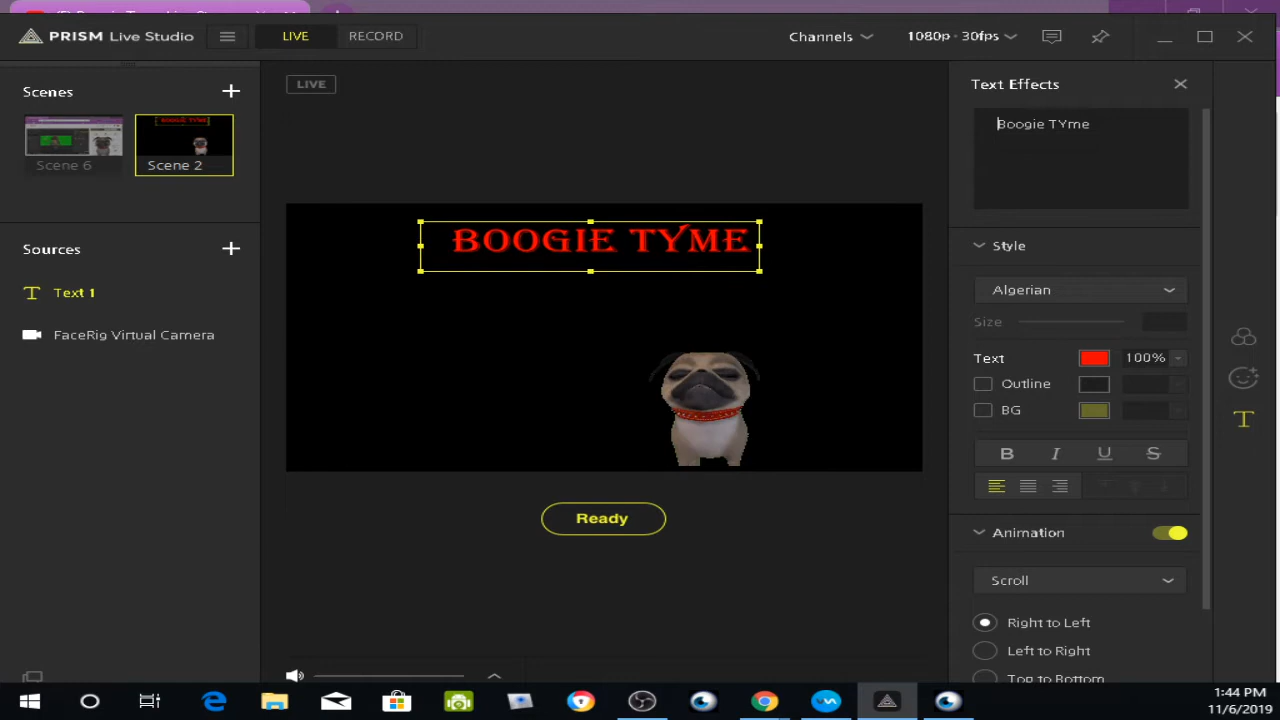 PRISM Live Studio
LIVE
RECORD
Channels
1080p · 30fps
Scenes
Scene 6
Scene 2
Sources
Text 1
FaceRig Virtual Camera
LIVE
BOOGIE TYME
BOOGIE TYME
Ready
Text Effects
Boogie TYme
Style
Algerian
Size
Text
100%
Outline
BG
B I U S
Animation
Scroll
Right to Left
Left to Right
Top to Bottom
1:44 PM
11/6/2019